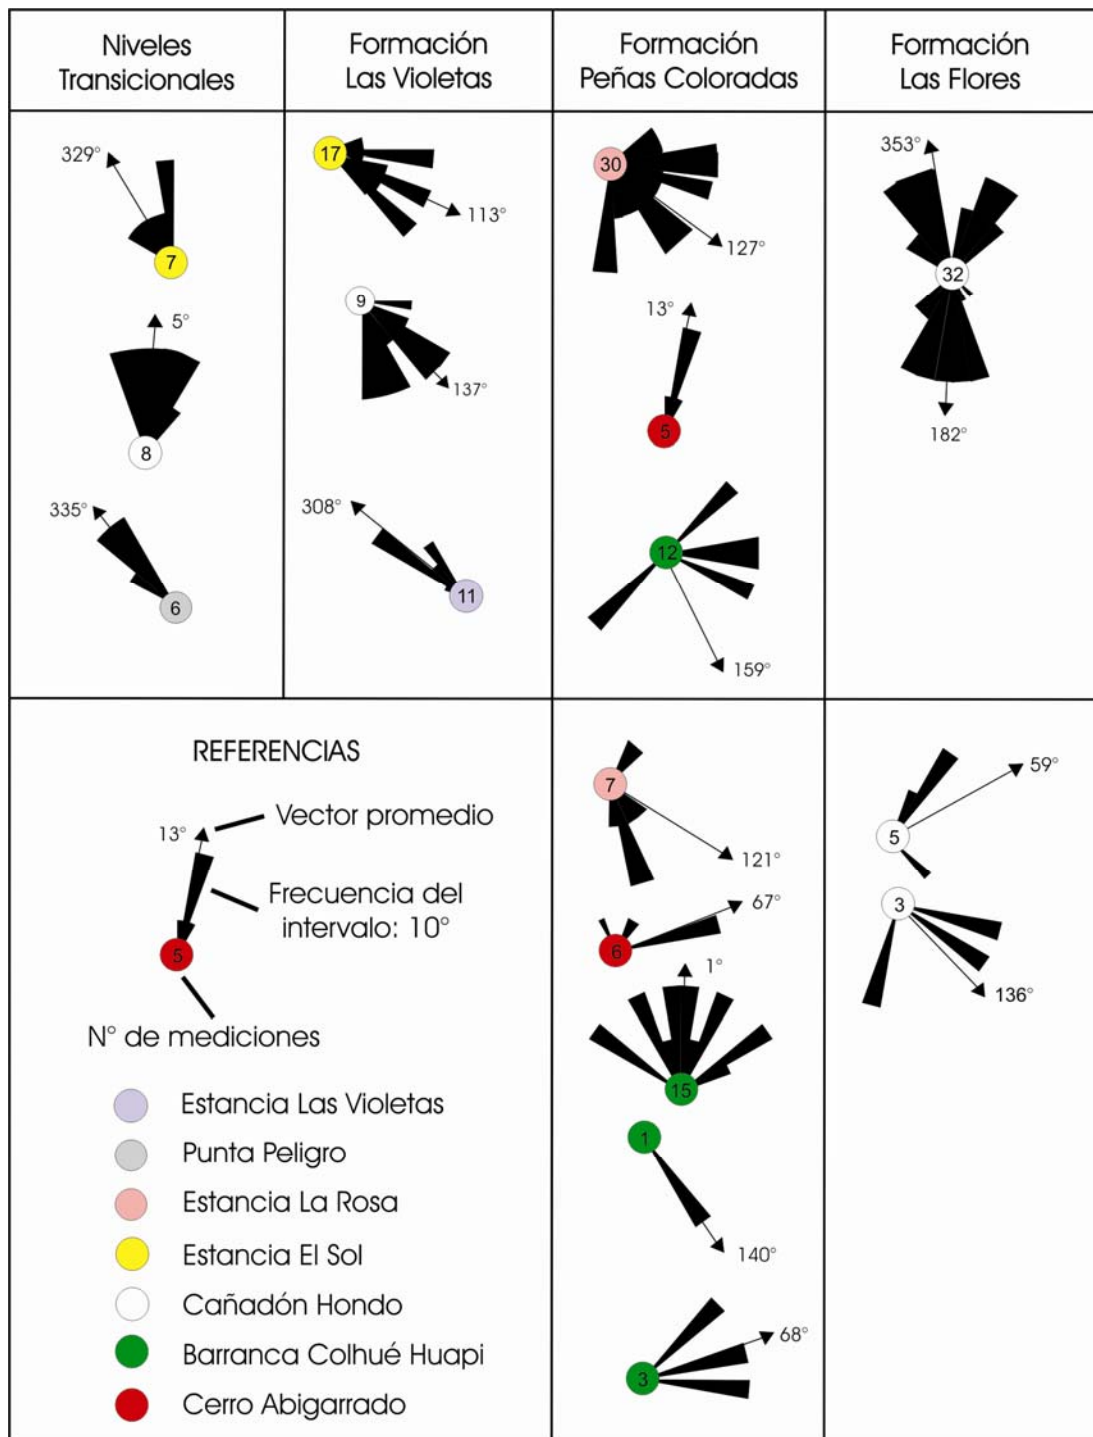 Niveles
Transicionales
Formación
Las Violetas
Formación
Peñas Coloradas
Formación
Las Flores
329°
7
5°
8
335°
6
17
113°
9
137°
308°
11
30
127°
13°
5
12
159°
353°
32
182°
REFERENCIAS
13°
Vector promedio
Frecuencia del
intervalo: 10°
5
N° de mediciones
Estancia Las Violetas
Punta Peligro
Estancia La Rosa
Estancia El Sol
Cañadón Hondo
Barranca Colhué Huapi
Cerro Abigarrado
7
121°
67°
6
1°
15
1
140°
68°
3
59°
5
3
136°